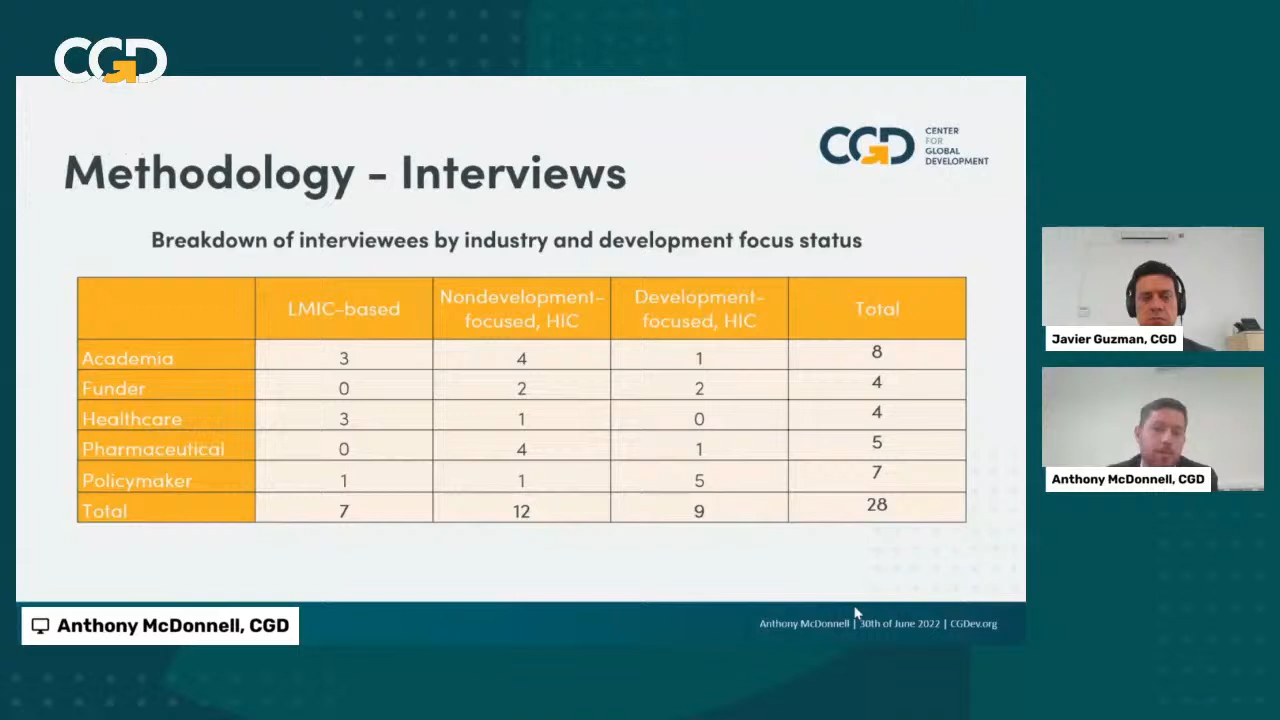 CGD
CGD
CENTER
FOR
GLOBAL
DEVELOPMENT
Methodology - Interviews
Breakdown of interviewees by industry and development focus status
LMIC-based
Nondevelopment-
focused, HIC
Development-
focused, HIC
Total
Academia 3 4 1 8
Funder 0 2 2 4
Healthcare 3 1 0 4
Pharmaceutical 0 4 1 5
Policymaker 1 1 5 7
Total 7 12 9 28
Anthony McDonnell | 30th of June 2022 | CGDev.org
Anthony McDonnell, CGD
Javier Guzman, CGD
Anthony McDonnell, CGD